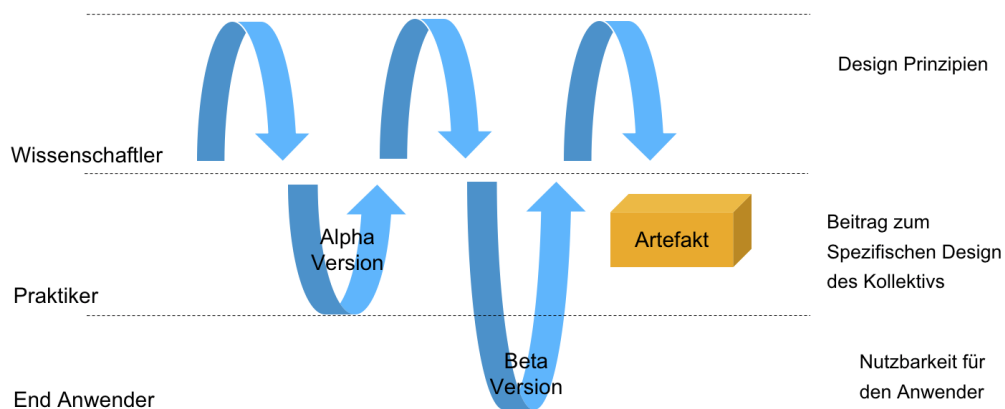 Design Prinzipien
Wissenschaftler
Alpha
Version
Artefakt
Beitrag zum
Spezifischen Design
des Kollektivs
Praktiker
Beta
Version
Nutzbarkeit für
den Anwender
End Anwender